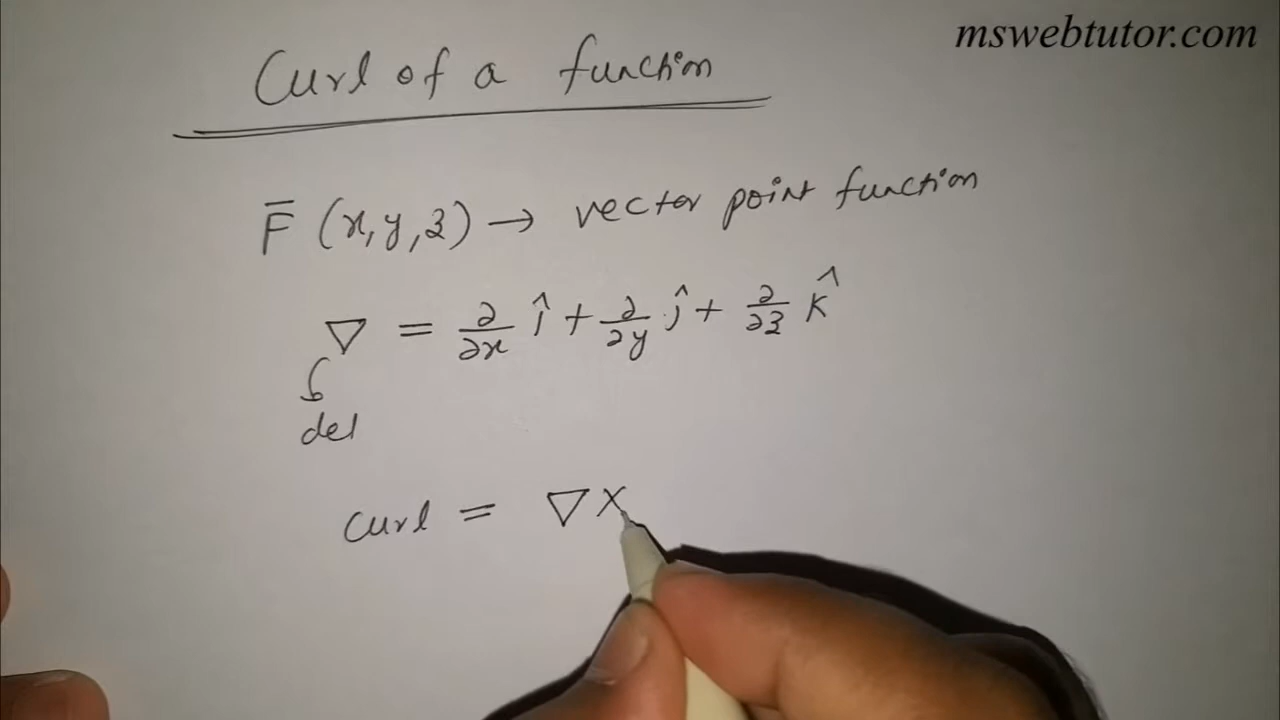 mswebtutor.com
Curl of a function
F̅ (x,y,z) → vector point function
∇ = ∂/∂x î + ∂/∂y ĵ + ∂/∂z k̂
del
Curl = ∇ ×